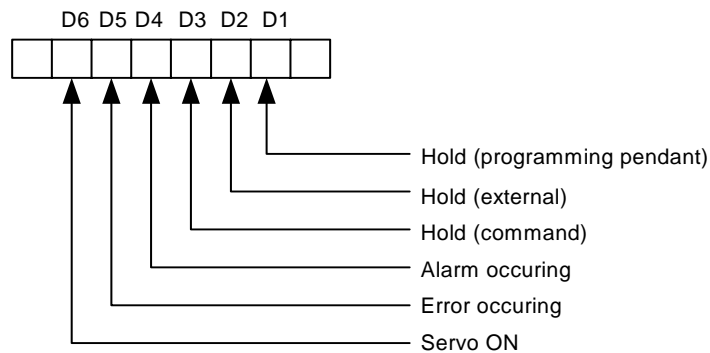 D6 D5 D4 D3 D2 D1
Hold (programming pendant)
Hold (external)
Hold (command)
Alarm occuring
Error occuring
Servo ON